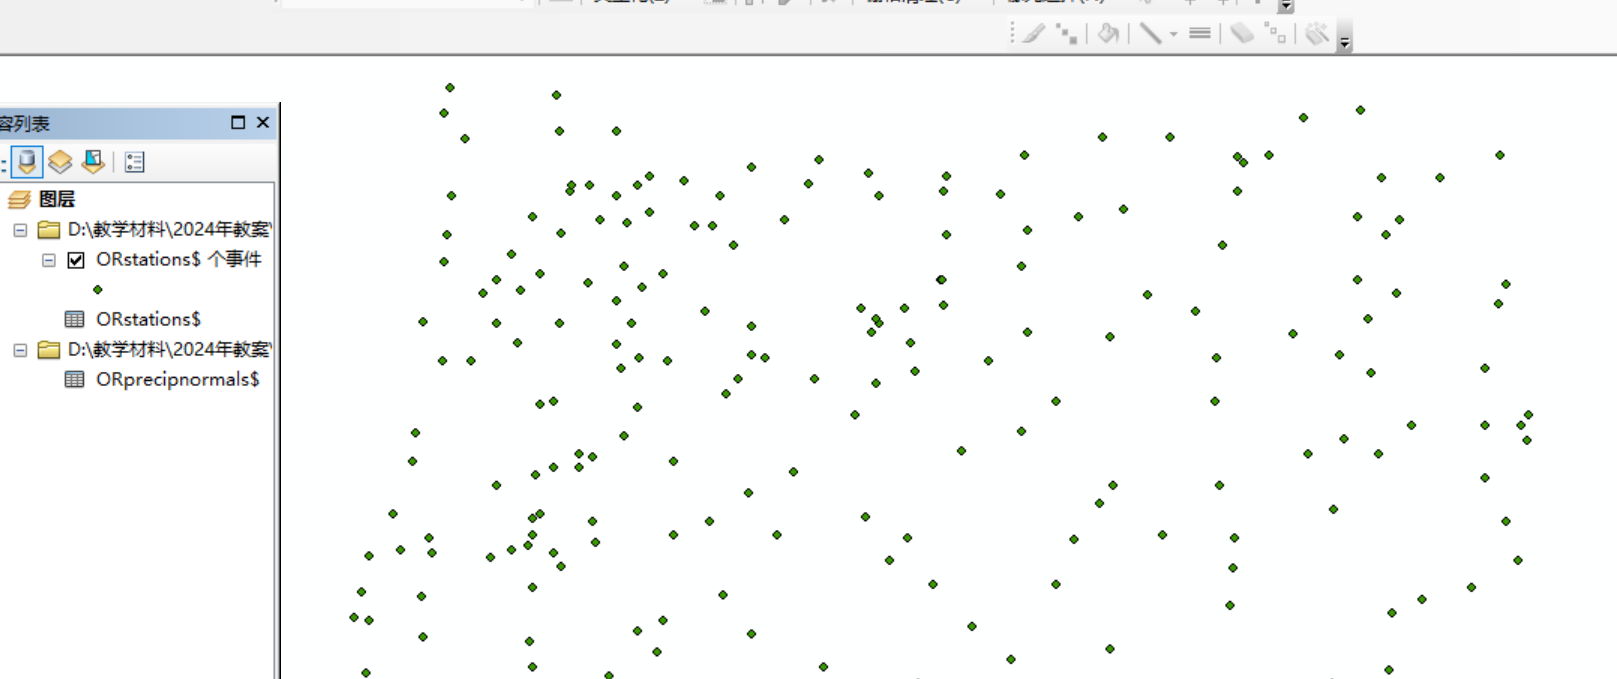 容列表
图层
D:\教学材料\2024年教案\
ORstations$ 个事件
ORstations$
D:\教学材料\2024年教案\
ORprecipnormals$